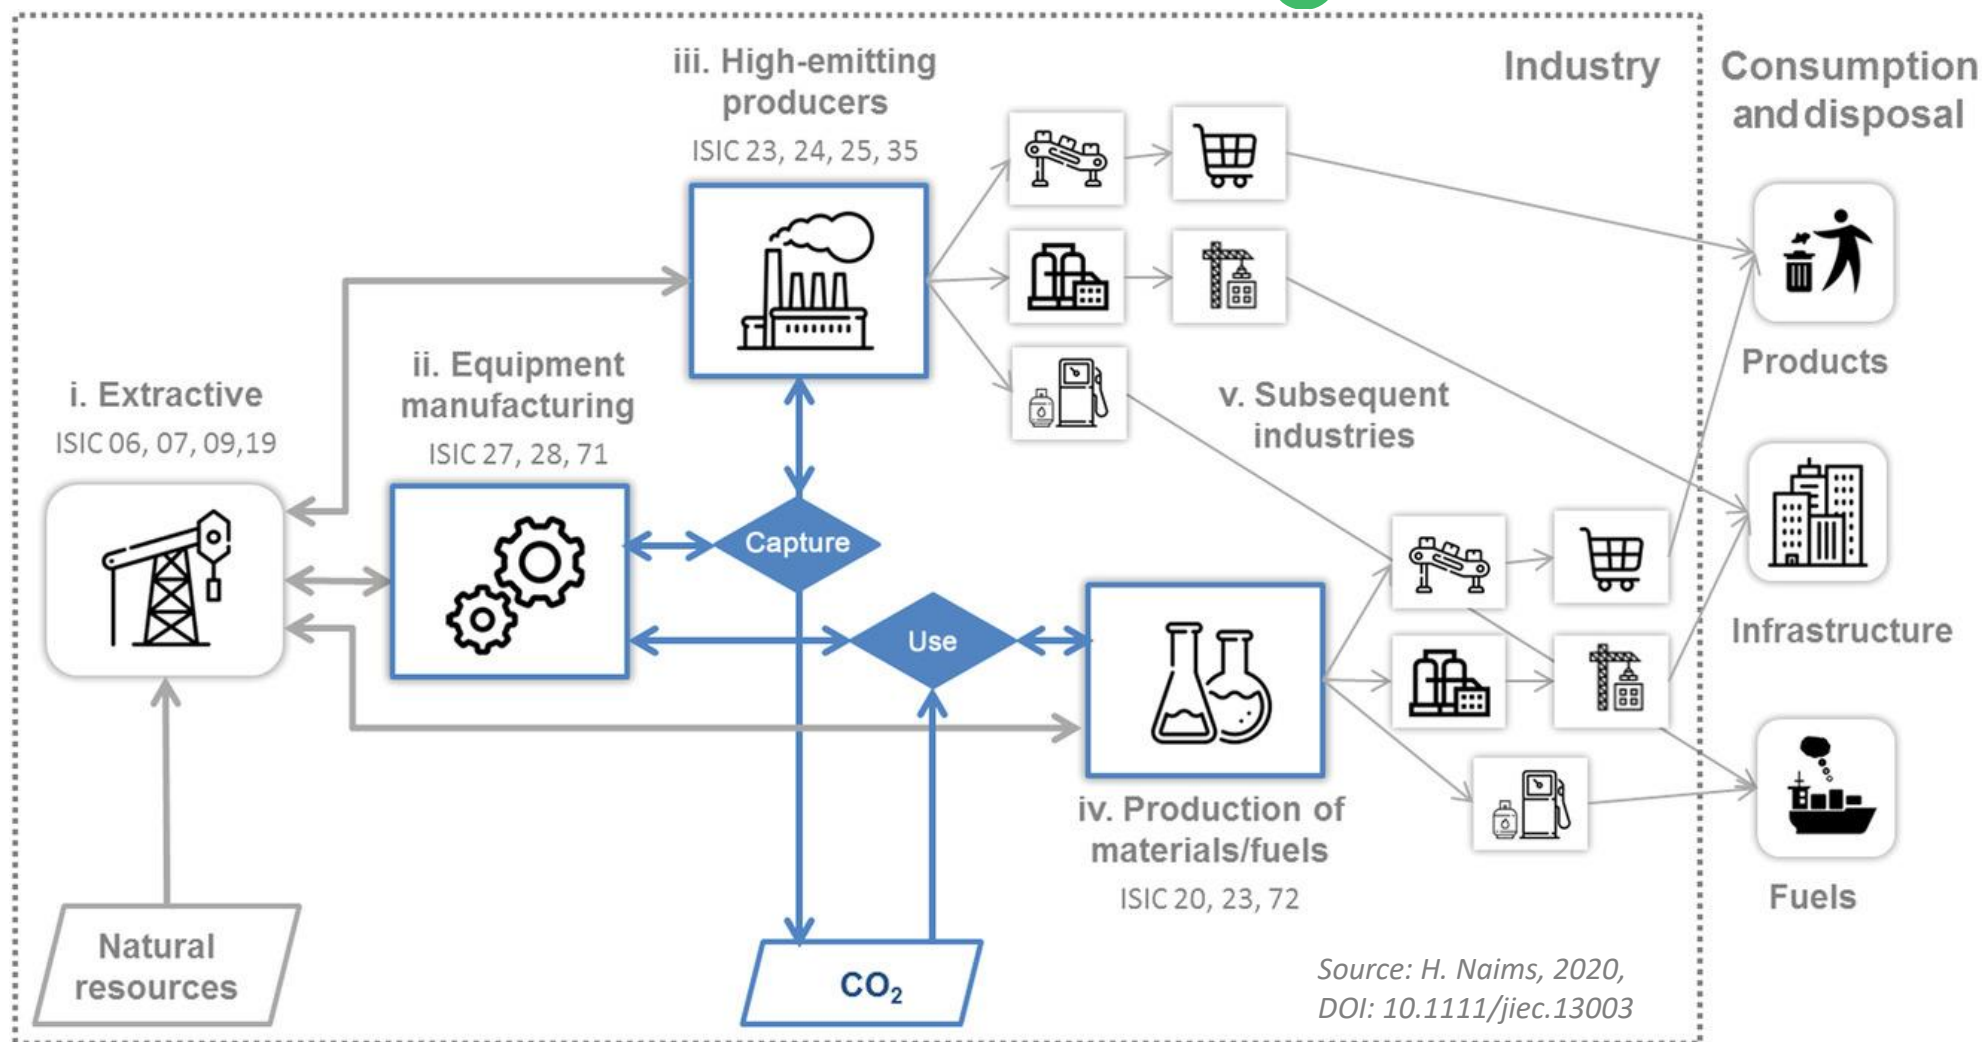 iii. High-emitting
producers
ISIC 23, 24, 25, 35
Industry
Consumption
and disposal
i. Extractive
ISIC 06, 07, 09,19
ii. Equipment
manufacturing
ISIC 27, 28, 71
v. Subsequent
industries
Products
Capture
Use
Infrastructure
iv. Production of
materials/fuels
ISIC 20, 23, 72
Fuels
Natural
resources
CO₂
Source: H. Naims, 2020,
DOI: 10.1111/jiec.13003